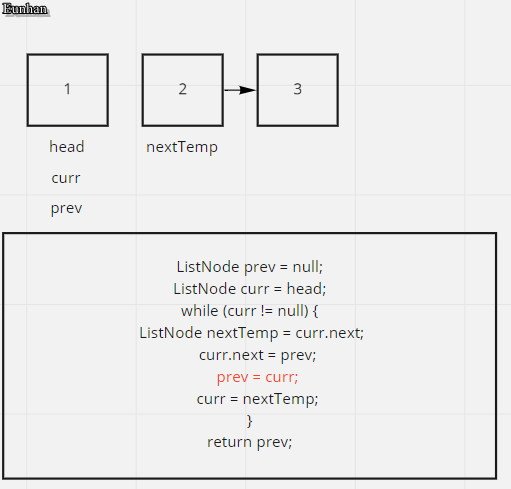 Eunhan
1 2 3
head nextTemp
curr
prev
ListNode prev = null;
ListNode curr = head;
while (curr != null) {
ListNode nextTemp = curr.next;
curr.next = prev;
prev = curr;
curr = nextTemp;
}
return prev;